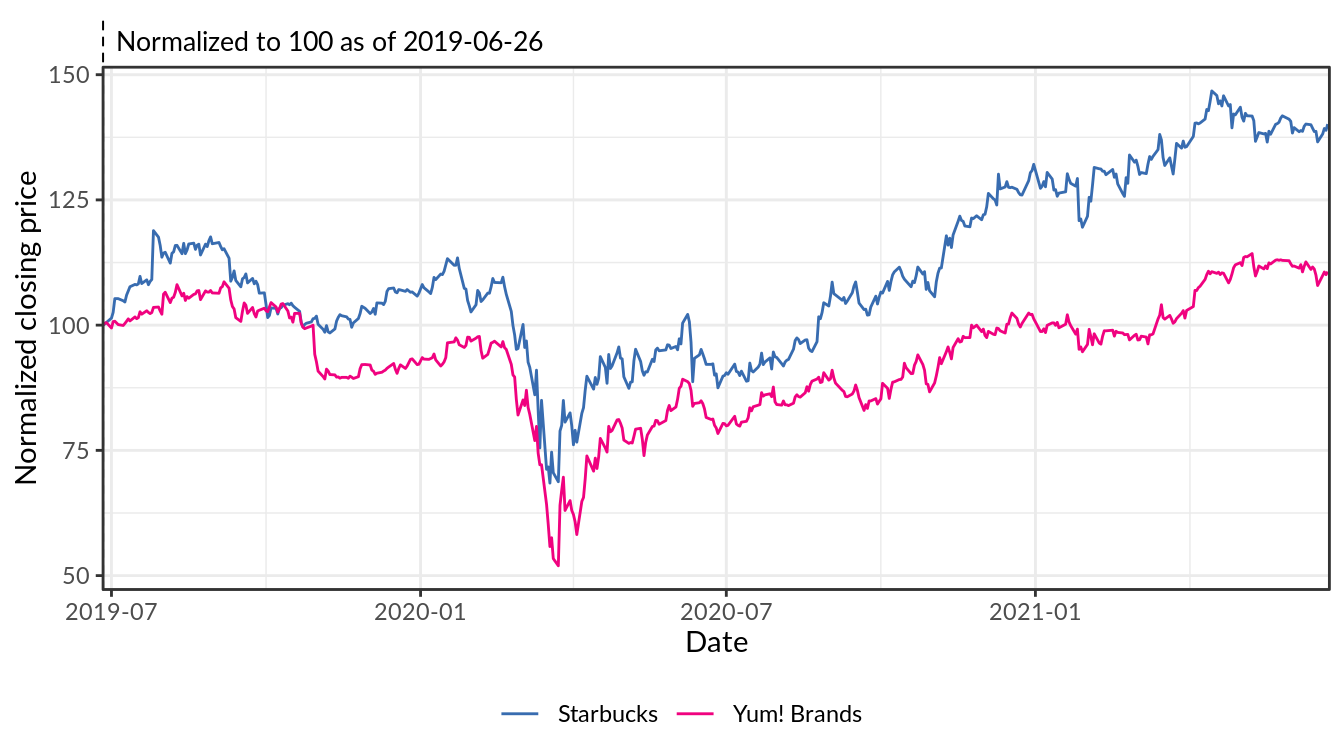 Normalized to 100 as of 2019-06-26
150
125
100
75
50
Normalized closing price
2019-07 2020-01 2020-07 2021-01
Date
Starbucks Yum! Brands